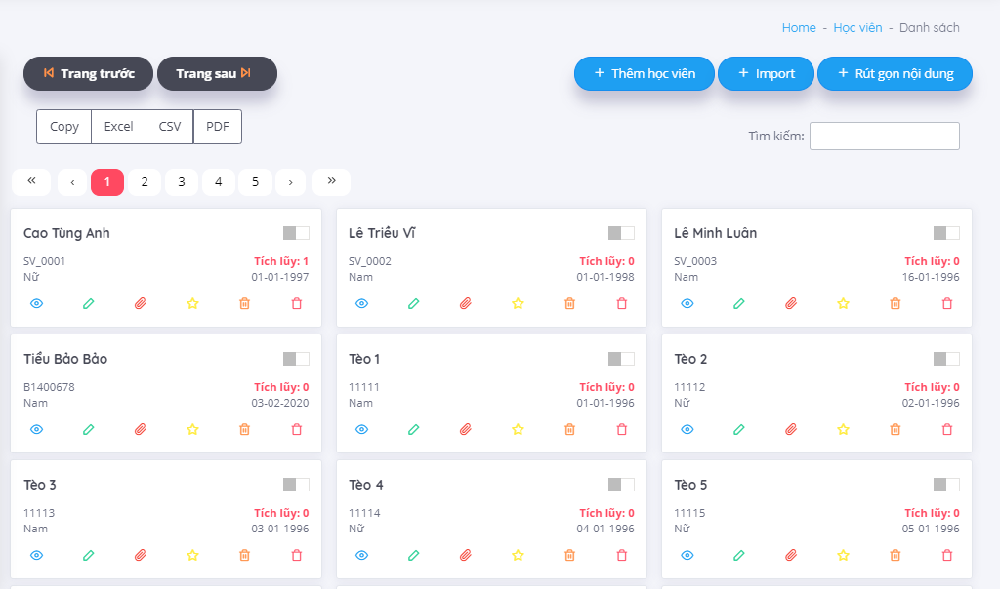 Home - Học viên - Danh sách
Trang trước Trang sau + Thêm học viên + Import + Rút gọn nội dung
Copy Excel CSV PDF
Tìm kiếm:
« ‹ 1 2 3 4 5 › »
Cao Tùng Anh
SV_0001 Tích lũy: 1
Nữ 01-01-1997
Lê Triều Vĩ
SV_0002 Tích lũy: 0
Nam 01-01-1998
Lê Minh Luân
SV_0003 Tích lũy: 0
Nam 16-01-1996
Tiểu Bảo Bảo
B1400678 Tích lũy: 0
Nam 03-02-2020
Tèo 1
11111 Tích lũy: 0
Nam 01-01-1996
Tèo 2
11112 Tích lũy: 0
Nữ 02-01-1996
Tèo 3
11113 Tích lũy: 0
Nam 03-01-1996
Tèo 4
11114 Tích lũy: 0
Nữ 04-01-1996
Tèo 5
11115 Tích lũy: 0
Nữ 05-01-1996